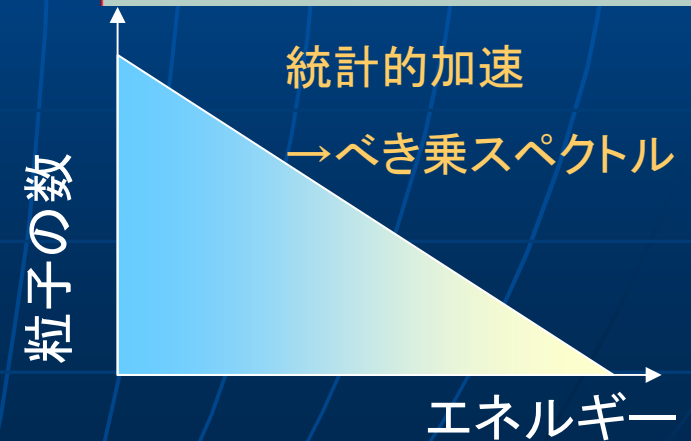 統計的加速
→べき乗スペクトル
粒子の数
エネルギー